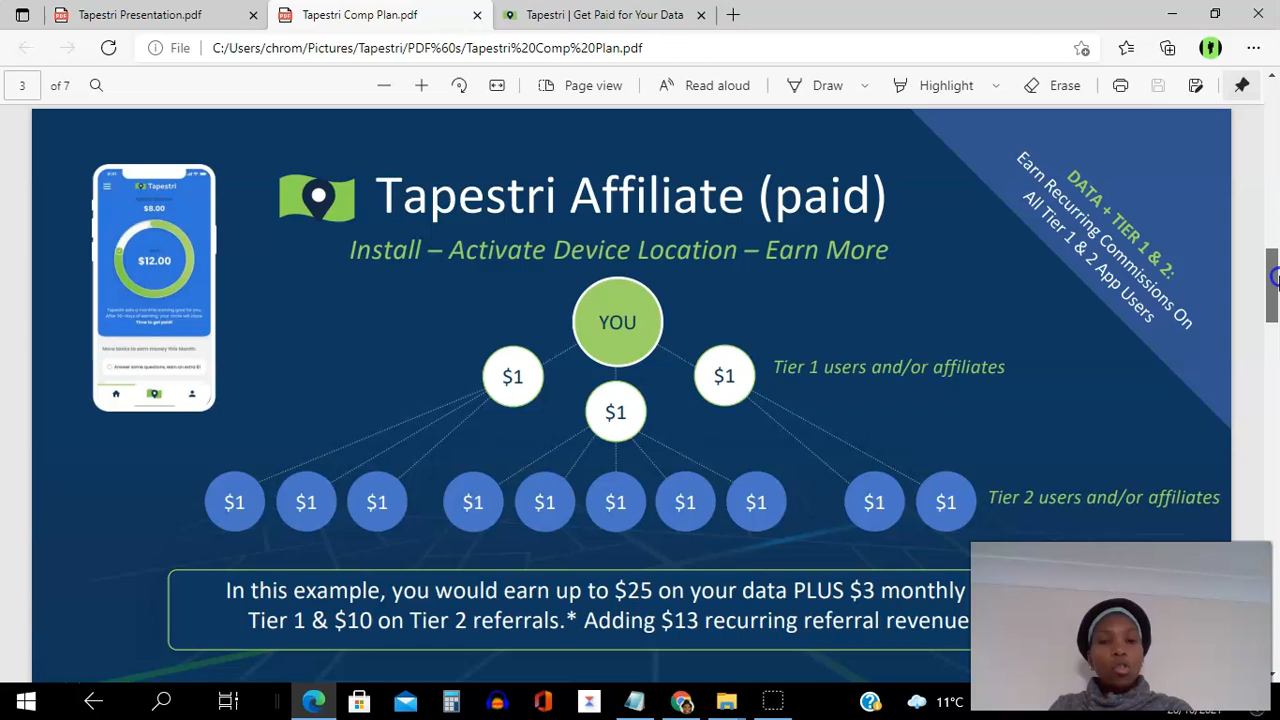 Tapestri Presentation.pdf
Tapestri Comp Plan.pdf
Tapestri | Get Paid for Your Data
File
C:/Users/chrom/Pictures/Tapestri/PDF%60s/Tapestri%20Comp%20Plan.pdf
3 of 7
Page view
Read aloud
Draw
Highlight
Erase
Tapestri
$8.00
$12.00
Tapestri Affiliate (paid)
Install – Activate Device Location – Earn More
DATA + TIER 1 & 2:
Earn Recurring Commissions On
All Tier 1 & 2 App Users
YOU
$1
$1
$1
Tier 1 users and/or affiliates
$1
$1
$1
$1
$1
$1
$1
$1
$1
$1
Tier 2 users and/or affiliates
In this example, you would earn up to $25 on your data PLUS $3 monthly
Tier 1 & $10 on Tier 2 referrals.* Adding $13 recurring referral revenue
11°C